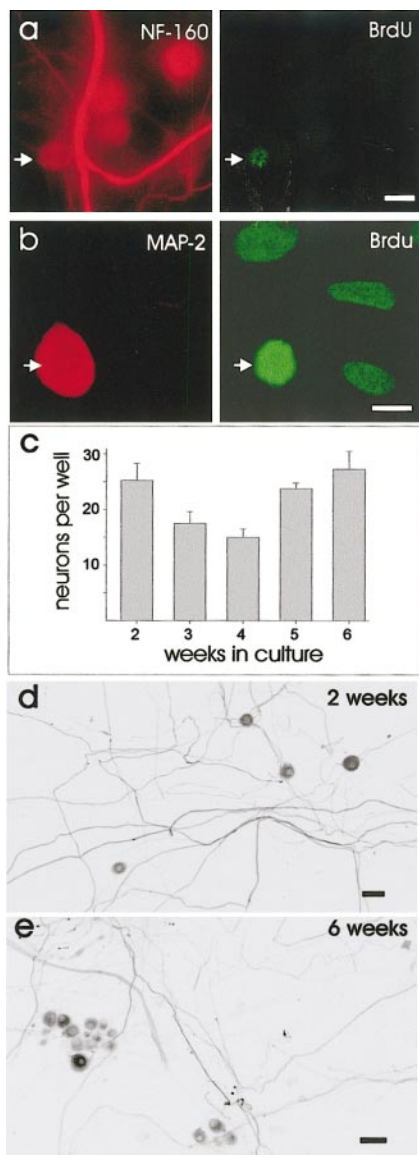 a NF-160 BrdU
b MAP-2 Brdu
c
30
20
10
neurons per well
2 3 4 5 6
weeks in culture
d 2 weeks
e 6 weeks